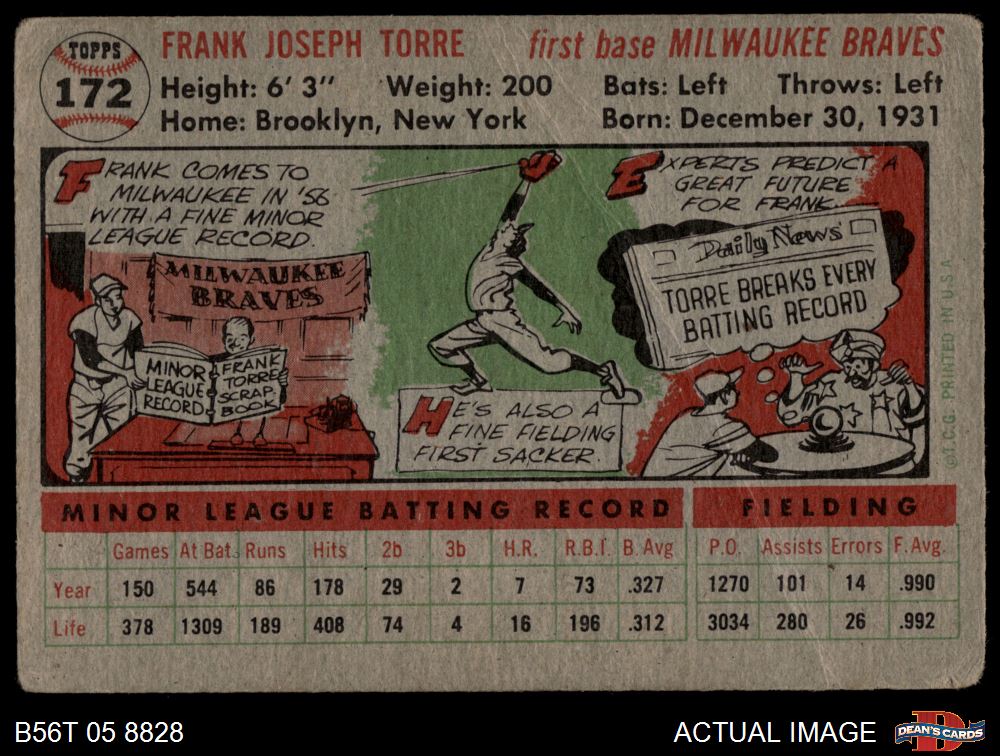 TOPPS
172
FRANK JOSEPH TORRE first base MILWAUKEE BRAVES
Height: 6' 3" Weight: 200 Bats: Left Throws: Left
Home: Brooklyn, New York Born: December 30, 1931
FRANK COMES TO
MILWAUKEE IN '56
WITH A FINE MINOR
LEAGUE RECORD.
MILWAUKEE
BRAVES
MINOR
LEAGUE
RECORD
FRANK
TORRE
SCRAP
BOOK
HE'S ALSO A
FINE FIELDING
FIRST SACKER.
EXPERTS PREDICT A
GREAT FUTURE
FOR FRANK.
Daily News
TORRE BREAKS EVERY
BATTING RECORD
©T.C.G. PRINTED IN U.S.A.
MINOR LEAGUE BATTING RECORD FIELDING
Games At Bat Runs Hits 2b 3b H.R. R.B.I. B. Avg P.O. Assists Errors F. Avg.
Year 150 544 86 178 29 2 7 73 .327 1270 101 14 .990
Life 378 1309 189 408 74 4 16 196 .312 3034 280 26 .992
B56T 05 8828 ACTUAL IMAGE DEAN'S CARDS